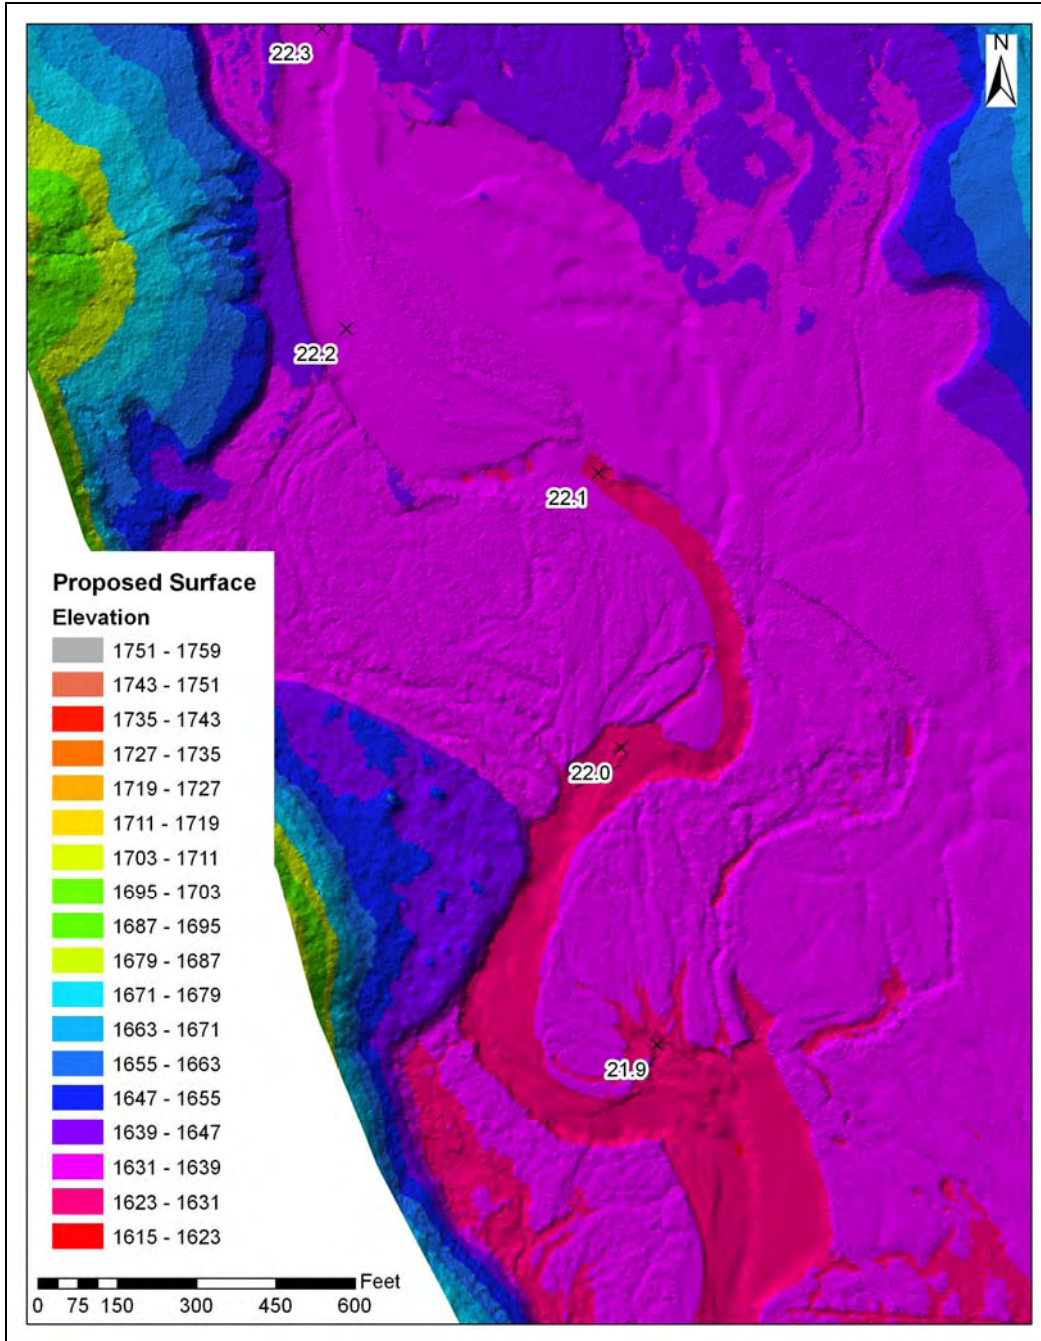 N
22.3
22.2
22.1
22.0
21.9
Proposed Surface
Elevation
1751 - 1759
1743 - 1751
1735 - 1743
1727 - 1735
1719 - 1727
1711 - 1719
1703 - 1711
1695 - 1703
1687 - 1695
1679 - 1687
1671 - 1679
1663 - 1671
1655 - 1663
1647 - 1655
1639 - 1647
1631 - 1639
1623 - 1631
1615 - 1623
Feet
0 75 150 300 450 600